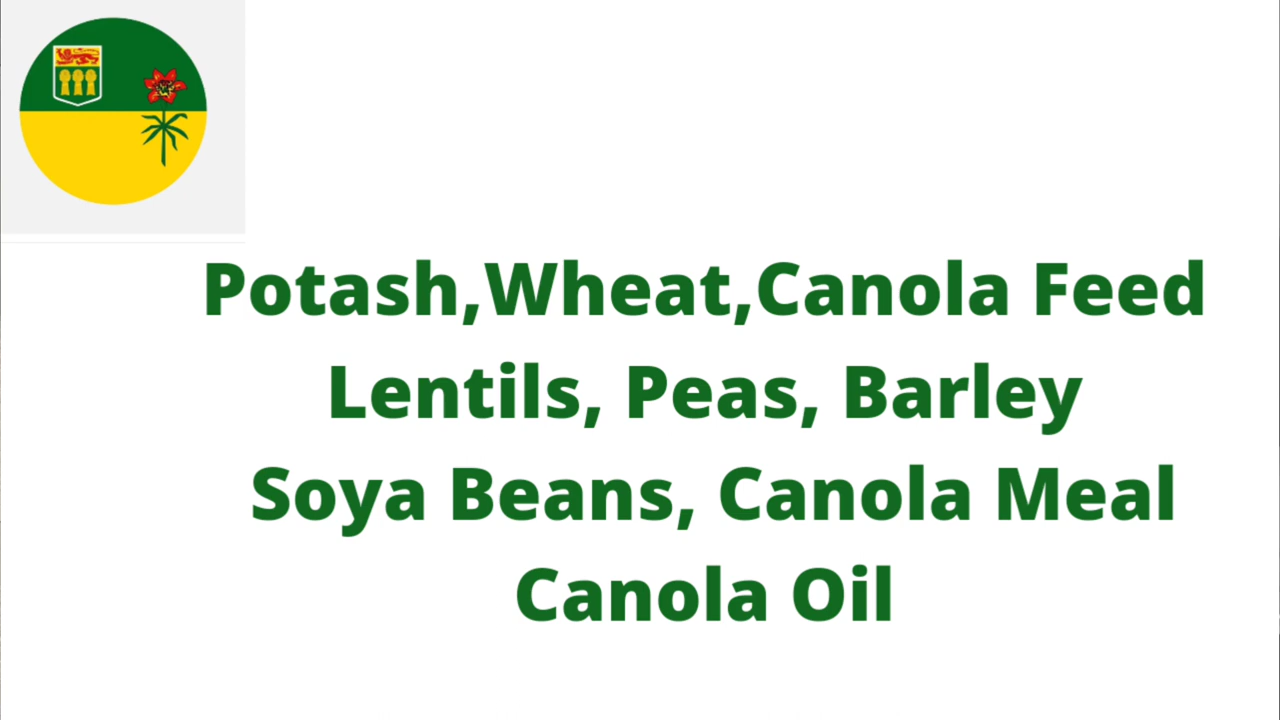 Potash,Wheat,Canola Feed
Lentils, Peas, Barley
Soya Beans, Canola Meal
Canola Oil